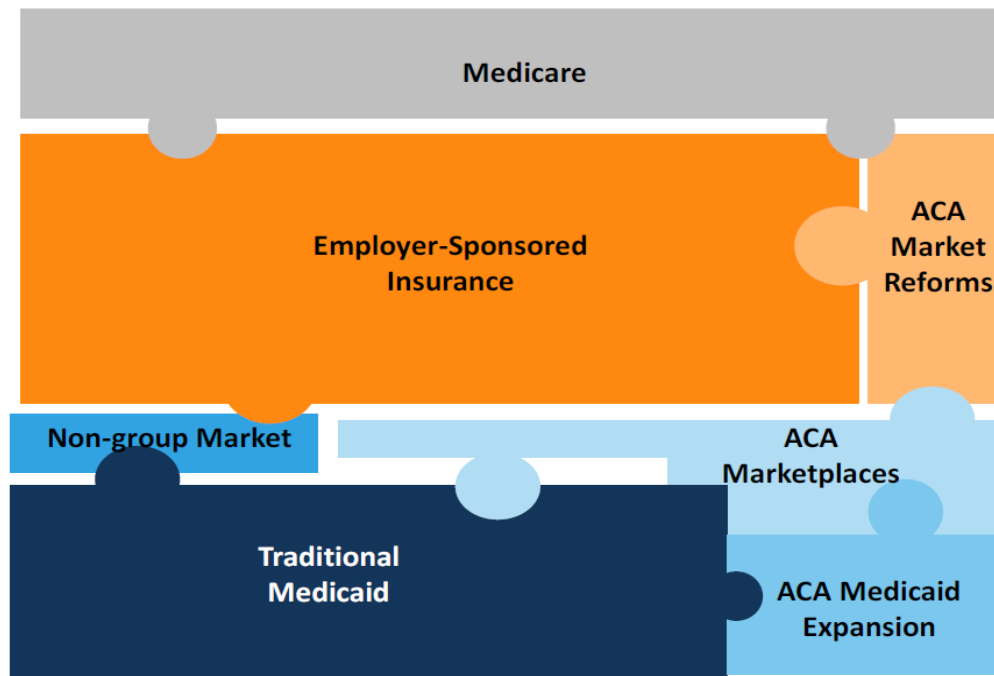 Medicare
Employer-Sponsored
Insurance
ACA
Market
Reforms
Non-group Market
ACA
Marketplaces
Traditional
Medicaid
ACA Medicaid
Expansion